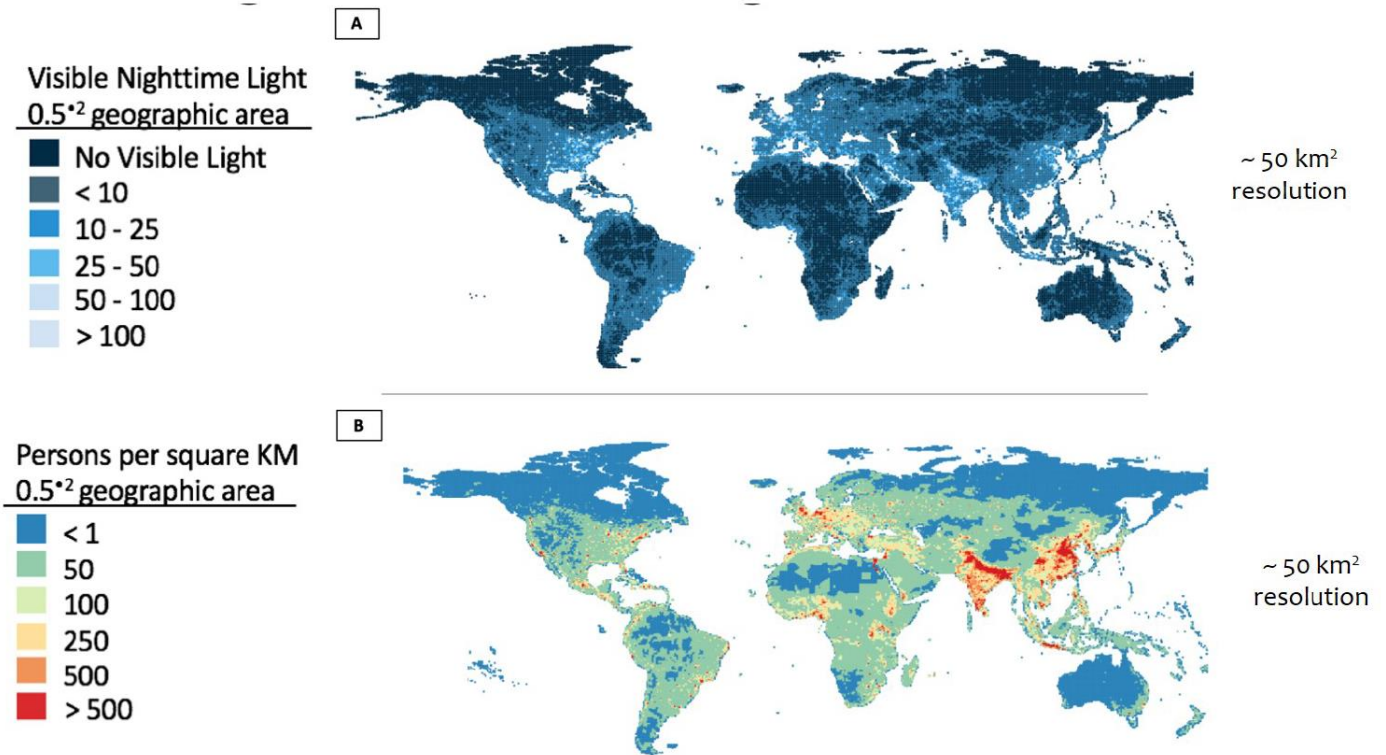 A
Visible Nighttime Light
0.5•² geographic area
No Visible Light
< 10
10 - 25
25 - 50
50 - 100
> 100
~ 50 km²
resolution
B
Persons per square KM
0.5•² geographic area
< 1
50
100
250
500
> 500
~ 50 km²
resolution